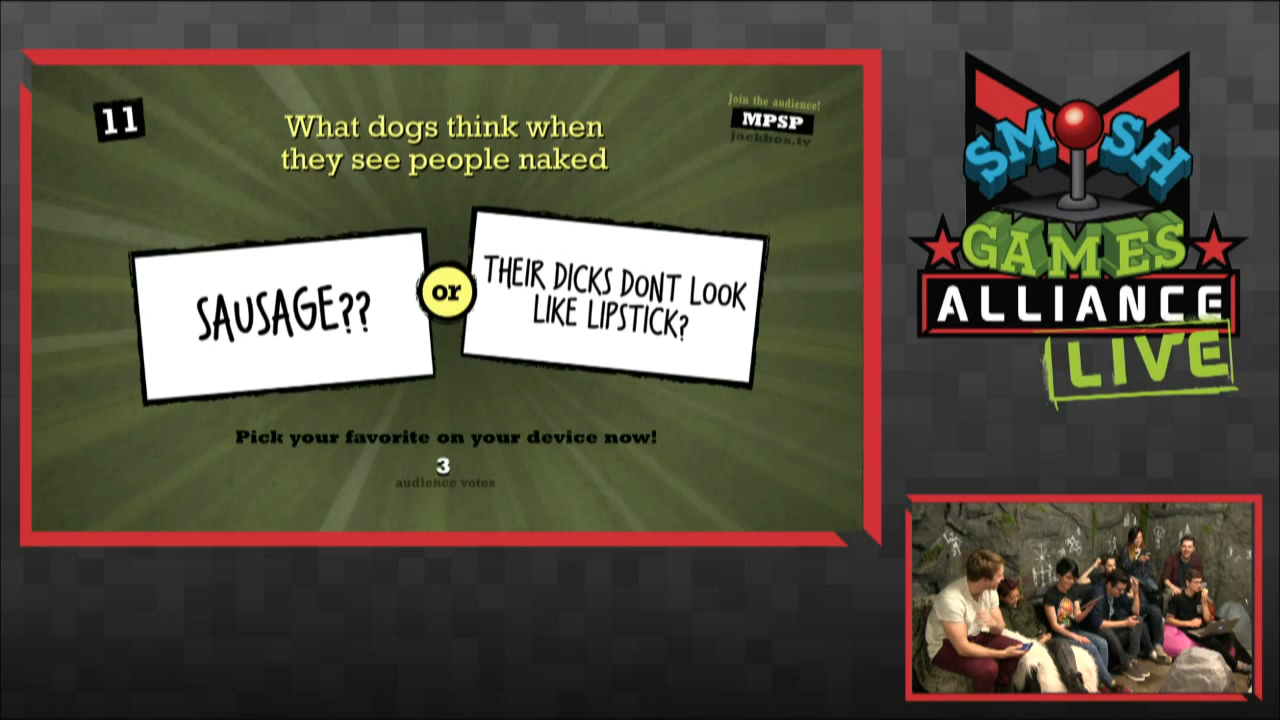 11
What dogs think when
they see people naked
Join the audience!
MPSP
jackbox.tv
SAUSAGE??
or
THEIR DICKS DONT LOOK
LIKE LIPSTICK?
Pick your favorite on your device now!
3
audience votes
SMOSH
GAMES
ALLIANCE
LIVE